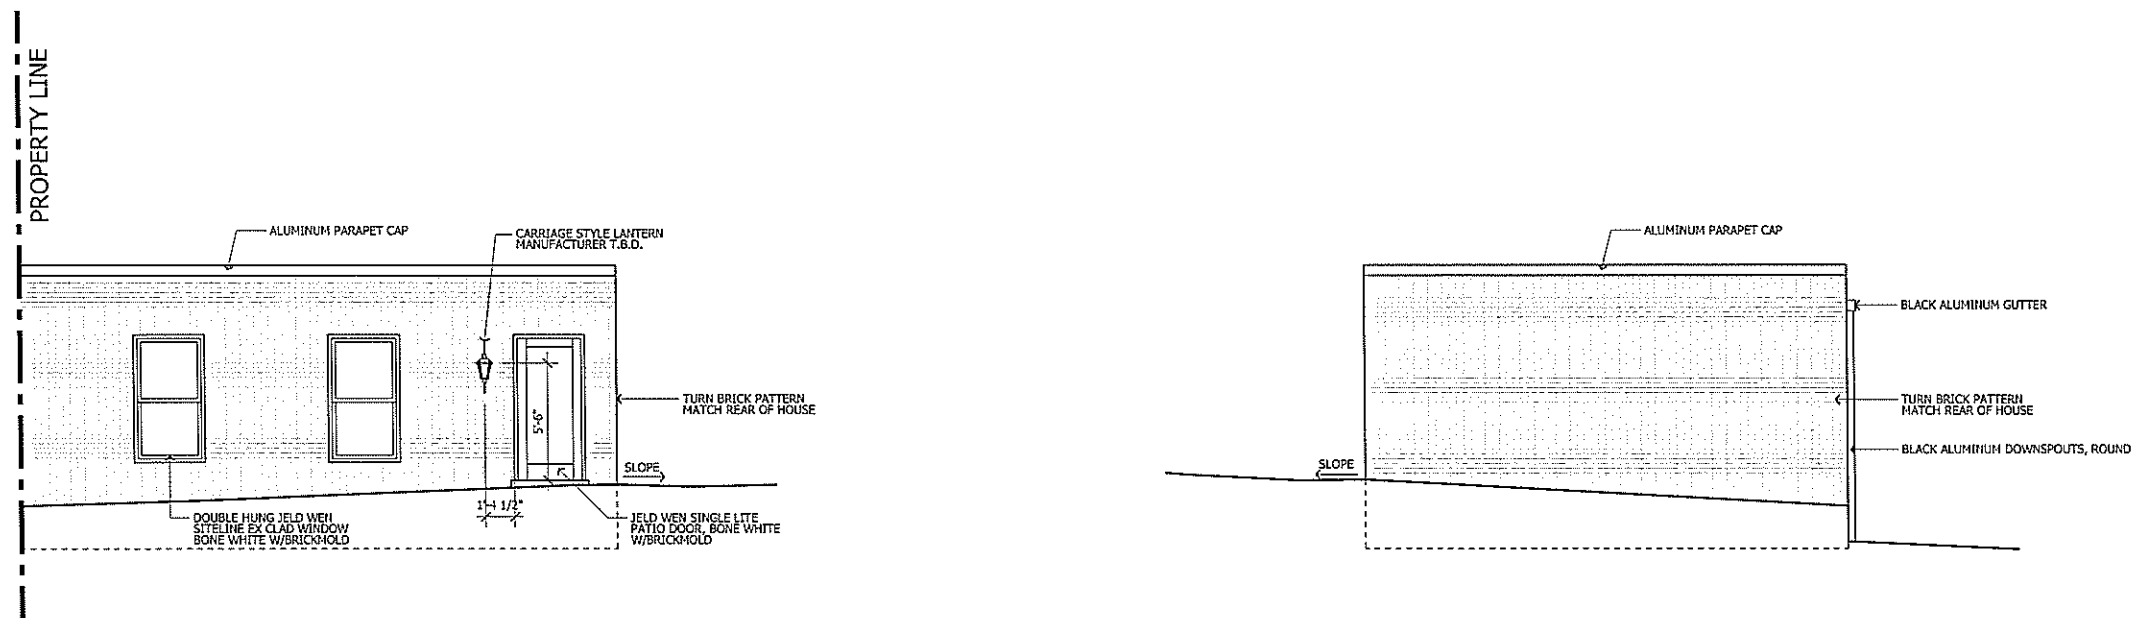 PROPERTY LINE
ALUMINUM PARAPET CAP
CARRIAGE STYLE LANTERN
MANUFACTURER T.B.D.
5'-6"
TURN BRICK PATTERN
MATCH REAR OF HOUSE
SLOPE
1'-4 1/2"
DOUBLE HUNG JELD WEN
SITELINE EX CLAD WINDOW
BONE WHITE W/BRICKMOLD
JELD WEN SINGLE LITE
PATIO DOOR, BONE WHITE
W/BRICKMOLD
ALUMINUM PARAPET CAP
BLACK ALUMINUM GUTTER
TURN BRICK PATTERN
MATCH REAR OF HOUSE
BLACK ALUMINUM DOWNSPOUTS, ROUND
SLOPE